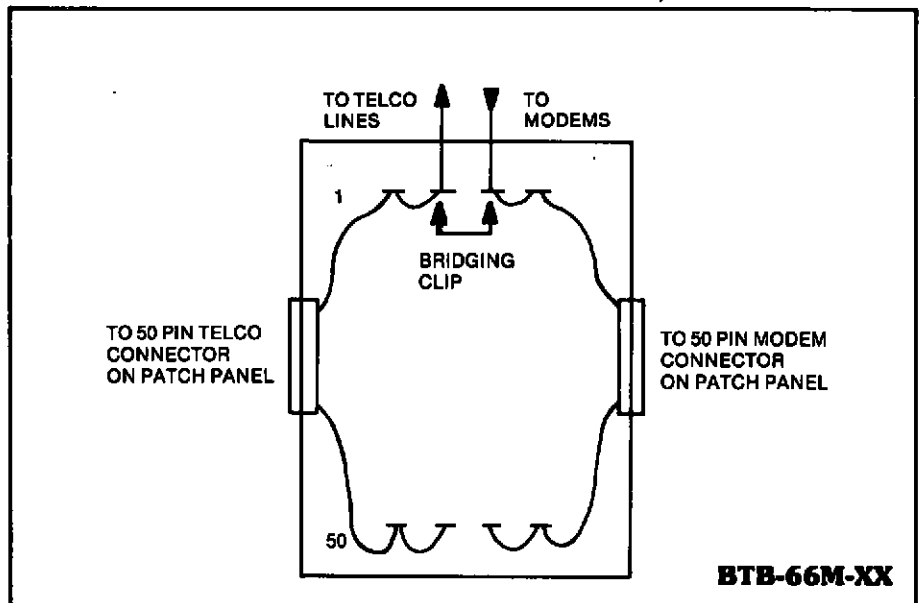 TO TELCO
LINES
TO
MODEMS
1
BRIDGING
CLIP
TO 50 PIN TELCO
CONNECTOR
ON PATCH PANEL
TO 50 PIN MODEM
CONNECTOR
ON PATCH PANEL
50
BTB-66M-XX